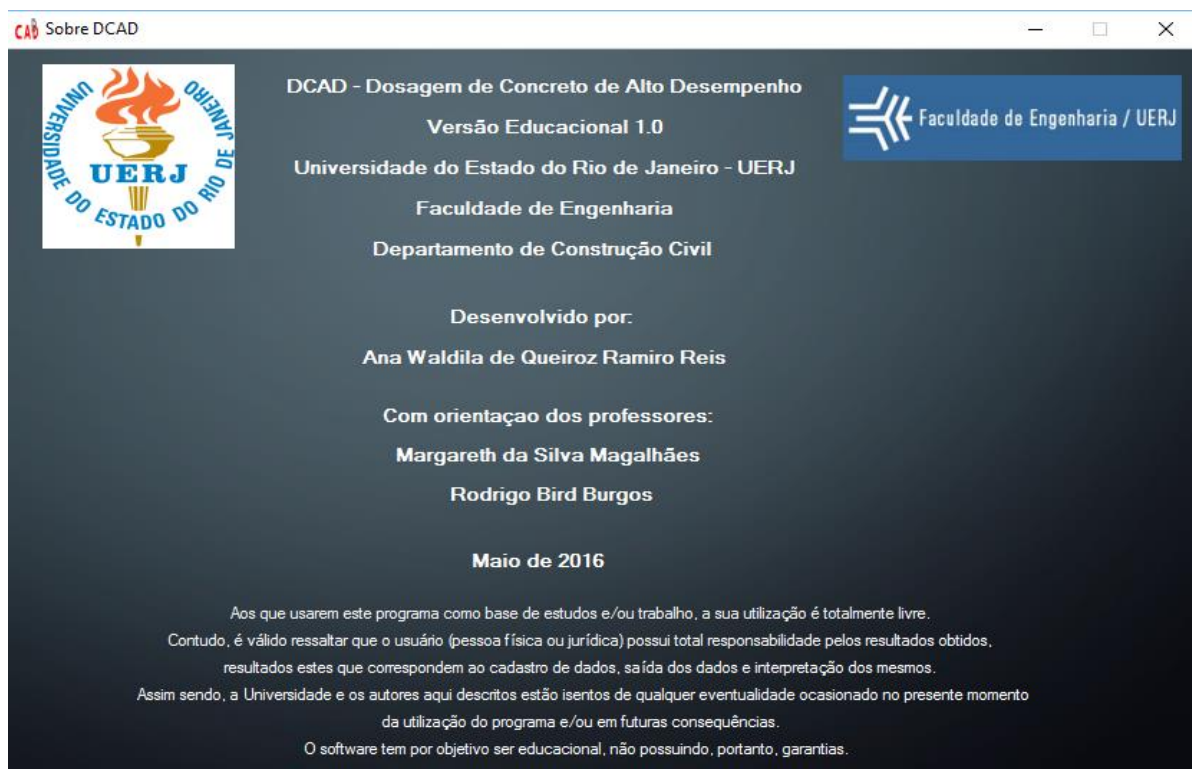 CAD Sobre DCAD
UNIVERSIDADE DO ESTADO DO RIO DE JANEIRO
UERJ
DCAD - Dosagem de Concreto de Alto Desempenho
Versão Educacional 1.0
Universidade do Estado do Rio de Janeiro - UERJ
Faculdade de Engenharia
Departamento de Construção Civil
Faculdade de Engenharia / UERJ
Desenvolvido por:
Ana Waldila de Queiroz Ramiro Reis
Com orientaçao dos professores:
Margareth da Silva Magalhães
Rodrigo Bird Burgos
Maio de 2016
Aos que usarem este programa como base de estudos e/ou trabalho, a sua utilização é totalmente livre.
Contudo, é válido ressaltar que o usuário (pessoa física ou jurídica) possui total responsabilidade pelos resultados obtidos,
resultados estes que correspondem ao cadastro de dados, saída dos dados e interpretação dos mesmos.
Assim sendo, a Universidade e os autores aqui descritos estão isentos de qualquer eventualidade ocasionado no presente momento
da utilização do programa e/ou em futuras consequências.
O software tem por objetivo ser educacional, não possuindo, portanto, garantias.